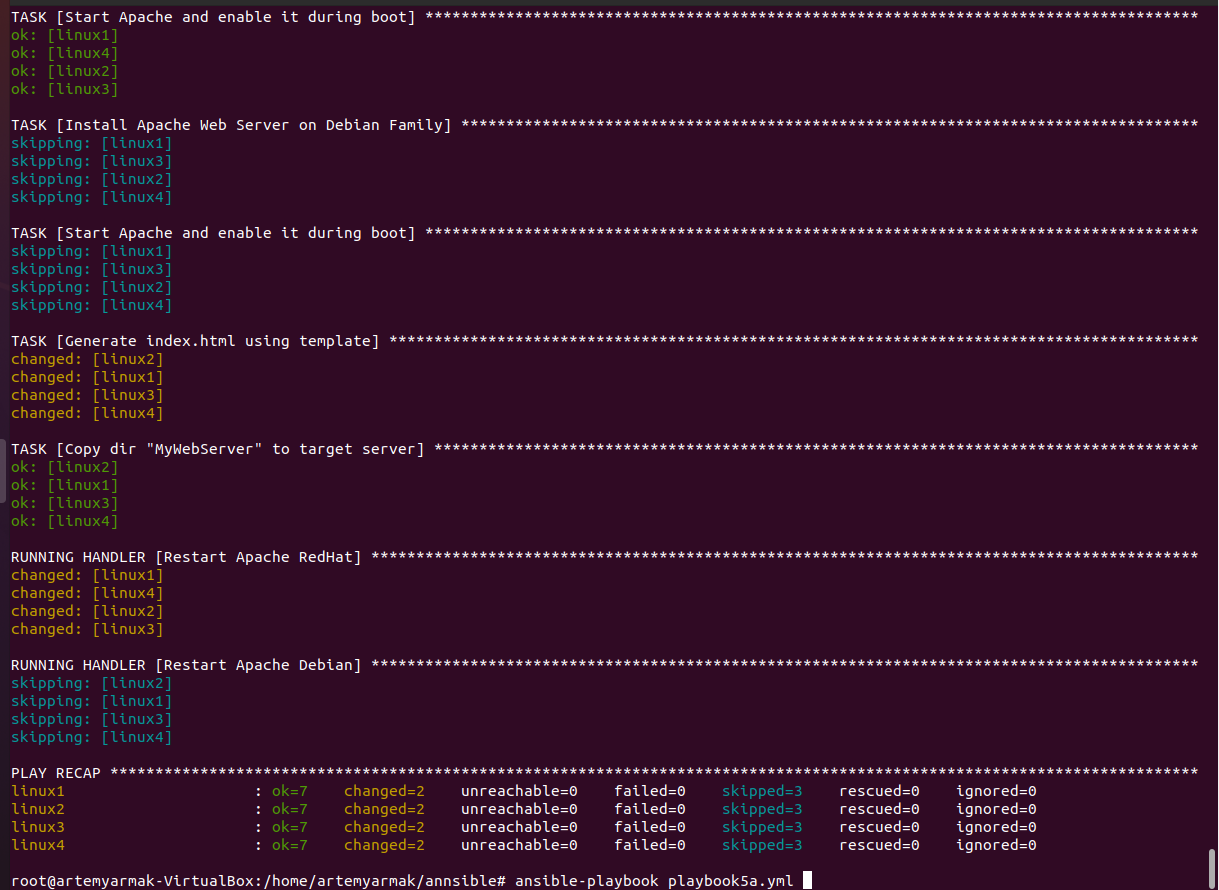 TASK [Start Apache and enable it during boot] **************************************************************************************
ok: [linux1]
ok: [linux4]
ok: [linux2]
ok: [linux3]
TASK [Install Apache Web Server on Debian Family] **********************************************************************************
skipping: [linux1]
skipping: [linux3]
skipping: [linux2]
skipping: [linux4]
TASK [Start Apache and enable it during boot] **************************************************************************************
skipping: [linux1]
skipping: [linux3]
skipping: [linux2]
skipping: [linux4]
TASK [Generate index.html using template] ******************************************************************************************
changed: [linux2]
changed: [linux1]
changed: [linux3]
changed: [linux4]
TASK [Copy dir "MyWebServer" to target server] *************************************************************************************
ok: [linux2]
ok: [linux1]
ok: [linux3]
ok: [linux4]
RUNNING HANDLER [Restart Apache RedHat] ********************************************************************************************
changed: [linux1]
changed: [linux4]
changed: [linux2]
changed: [linux3]
RUNNING HANDLER [Restart Apache Debian] ********************************************************************************************
skipping: [linux2]
skipping: [linux1]
skipping: [linux3]
skipping: [linux4]
PLAY RECAP *************************************************************************************************************************
linux1                     : ok=7    changed=2    unreachable=0    failed=0    skipped=3    rescued=0    ignored=0
linux2                     : ok=7    changed=2    unreachable=0    failed=0    skipped=3    rescued=0    ignored=0
linux3                     : ok=7    changed=2    unreachable=0    failed=0    skipped=3    rescued=0    ignored=0
linux4                     : ok=7    changed=2    unreachable=0    failed=0    skipped=3    rescued=0    ignored=0
root@artemyarmak-VirtualBox:/home/artemyarmak/annsible# ansible-playbook playbook5a.yml